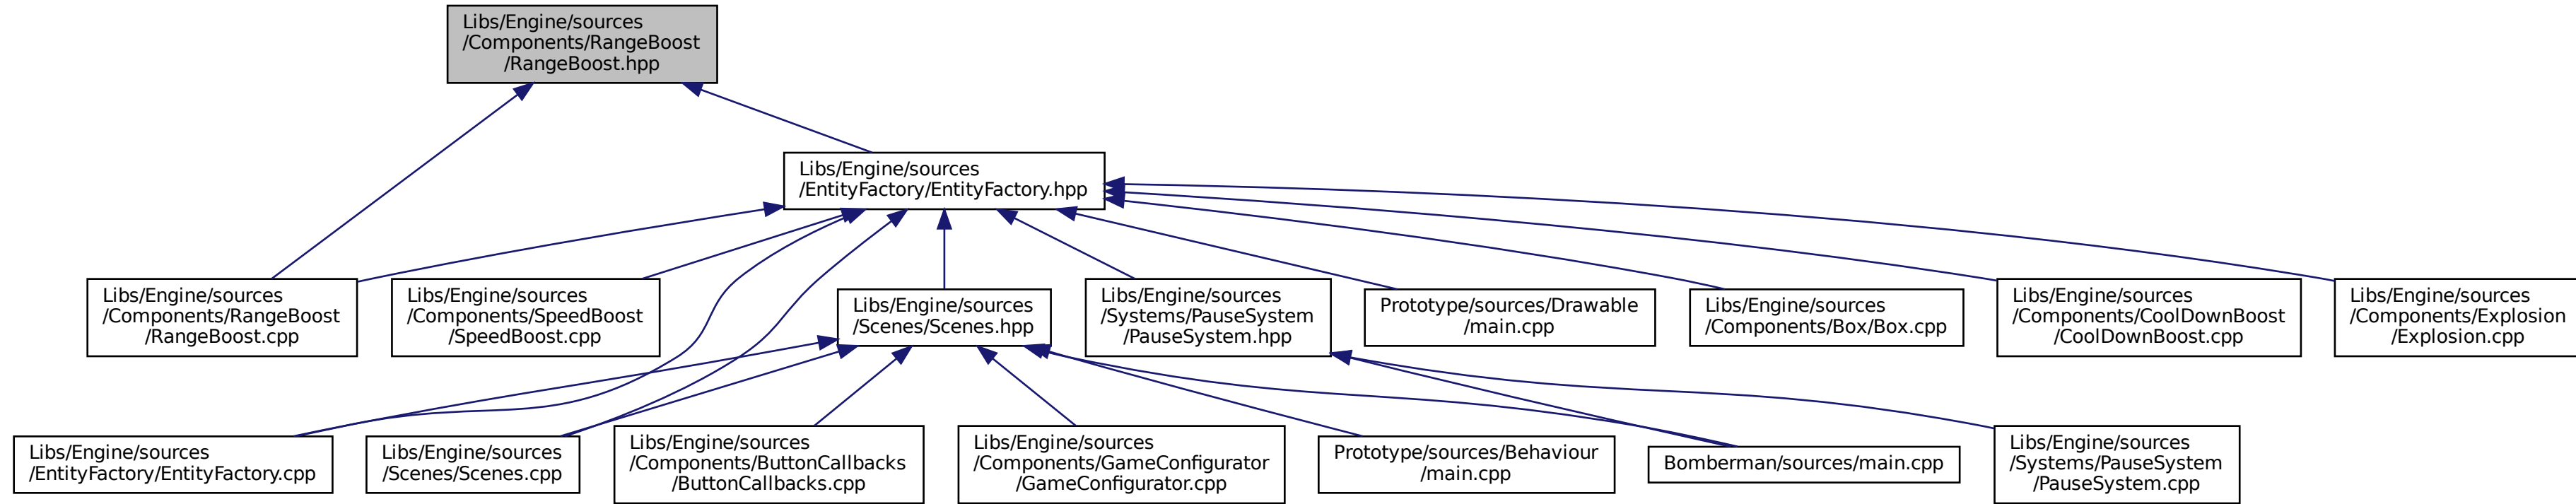 Libs/Engine/sources
/Components/RangeBoost
/RangeBoost.hpp
Libs/Engine/sources
/EntityFactory/EntityFactory.hpp
Libs/Engine/sources
/Components/RangeBoost
/RangeBoost.cpp
Libs/Engine/sources
/Components/SpeedBoost
/SpeedBoost.cpp
Libs/Engine/sources
/Scenes/Scenes.hpp
Libs/Engine/sources
/Systems/PauseSystem
/PauseSystem.hpp
Prototype/sources/Drawable
/main.cpp
Libs/Engine/sources
/Components/Box/Box.cpp
Libs/Engine/sources
/Components/CoolDownBoost
/CoolDownBoost.cpp
Libs/Engine/sources
/Components/Explosion
/Explosion.cpp
Libs/Engine/sources
/EntityFactory/EntityFactory.cpp
Libs/Engine/sources
/Scenes/Scenes.cpp
Libs/Engine/sources
/Components/ButtonCallbacks
/ButtonCallbacks.cpp
Libs/Engine/sources
/Components/GameConfigurator
/GameConfigurator.cpp
Prototype/sources/Behaviour
/main.cpp
Bomberman/sources/main.cpp
Libs/Engine/sources
/Systems/PauseSystem
/PauseSystem.cpp